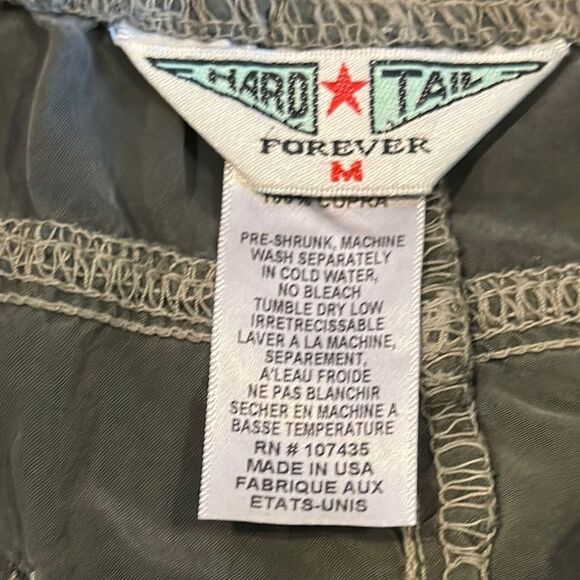 HARD ★ TAIL
FOREVER
M
100% CUPRA
PRE-SHRUNK, MACHINE
WASH SEPARATELY
IN COLD WATER,
NO BLEACH
TUMBLE DRY LOW
IRRETRECISSABLE
LAVER A LA MACHINE,
SEPAREMENT,
A'LEAU FROIDE
NE PAS BLANCHIR
SECHER EN MACHINE A
BASSE TEMPERATURE
RN # 107435
MADE IN USA
FABRIQUE AUX
ETATS-UNIS